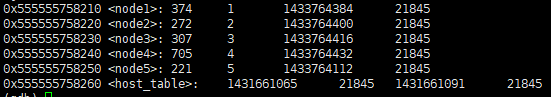 0x555555758210 <node1>: 374 1 1433764384 21845
0x555555758220 <node2>: 272 2 1433764400 21845
0x555555758230 <node3>: 307 3 1433764416 21845
0x555555758240 <node4>: 705 4 1433764432 21845
0x555555758250 <node5>: 221 5 1433764112 21845
0x555555758260 <host_table>: 1431661065 21845 1431661091 21845
(gdb)